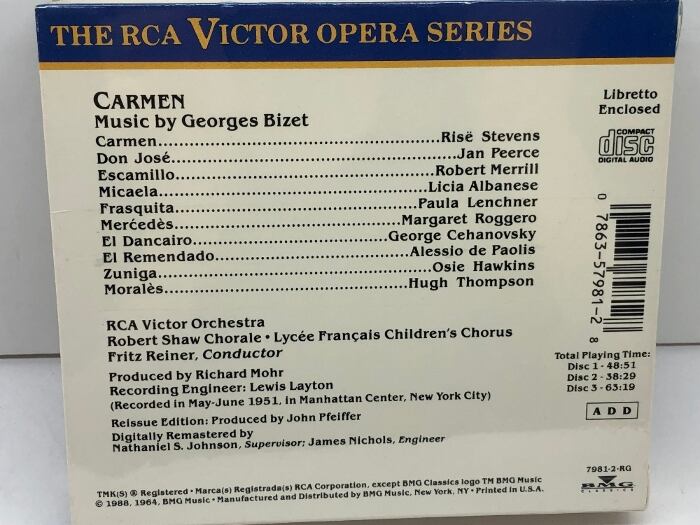 THE RCA VICTOR OPERA SERIES
CARMEN
Music by Georges Bizet
Carmen......................................................Risë Stevens
Don José......................................................Jan Peerce
Escamillo................................................Robert Merrill
Micaela...................................................Licia Albanese
Frasquita................................................Paula Lenchner
Merćedès.............................................Margaret Roggero
El Dancairo.......................................George Cehanovsky
El Remendado.......................................Alessio de Paolis
Zuniga.....................................................Osie Hawkins
Moralès................................................Hugh Thompson
Libretto
Enclosed
COMPACT
disc
DIGITAL AUDIO
0 7863-57981-2 8
RCA Victor Orchestra
Robert Shaw Chorale • Lycée Français Children's Chorus
Fritz Reiner, Conductor
Produced by Richard Mohr
Recording Engineer: Lewis Layton
(Recorded in May-June 1951, in Manhattan Center, New York City)
Reissue Edition: Produced by John Pfeiffer
Digitally Remastered by
Nathaniel S. Johnson, Supervisor; James Nichols, Engineer
Total Playing Time:
Disc 1 - 48:51
Disc 2 - 38:29
Disc 3 - 63:19
ADD
7981-2-RG
BMG
CLASSICS
TMK(S) ® Registered • Marca(s) Registrada(s) RCA Corporation, except BMG Classics logo TM BMG Music
© 1988, 1964, BMG Music • Manufactured and Distributed by BMG Music, New York, NY • Printed in U.S.A.